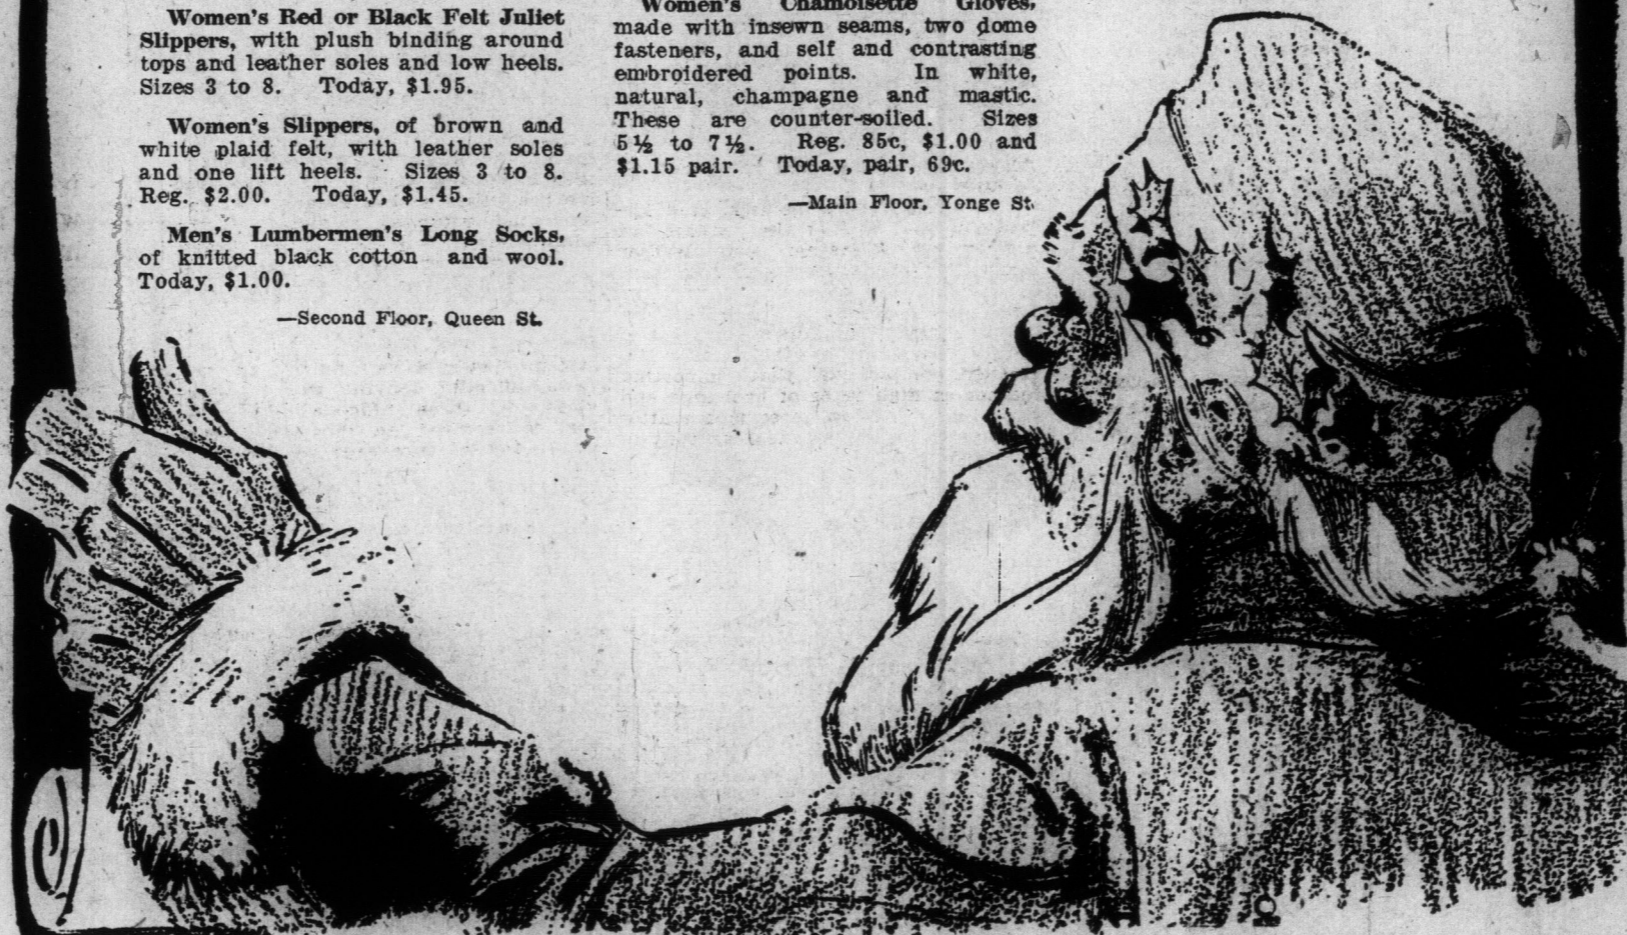 Women's Red or Black Felt Juliet
Slippers, with plush binding around
tops and leather soles and low heels.
Sizes 3 to 8. Today, $1.95.
Women's Slippers, of brown and
white plaid felt, with leather soles
and one lift heels. Sizes 3 to 8.
Reg. $2.00. Today, $1.45.
Men's Lumbermen's Long Socks,
of knitted black cotton and wool.
Today, $1.00.
—Second Floor, Queen St.
Women's Chamoisette Gloves,
made with insewn seams, two dome
fasteners, and self and contrasting
embroidered points. In white,
natural, champagne and mastic.
These are counter-soiled. Sizes
5½ to 7½. Reg. 85c, $1.00 and
$1.15 pair. Today, pair, 69c.
—Main Floor, Yonge St.